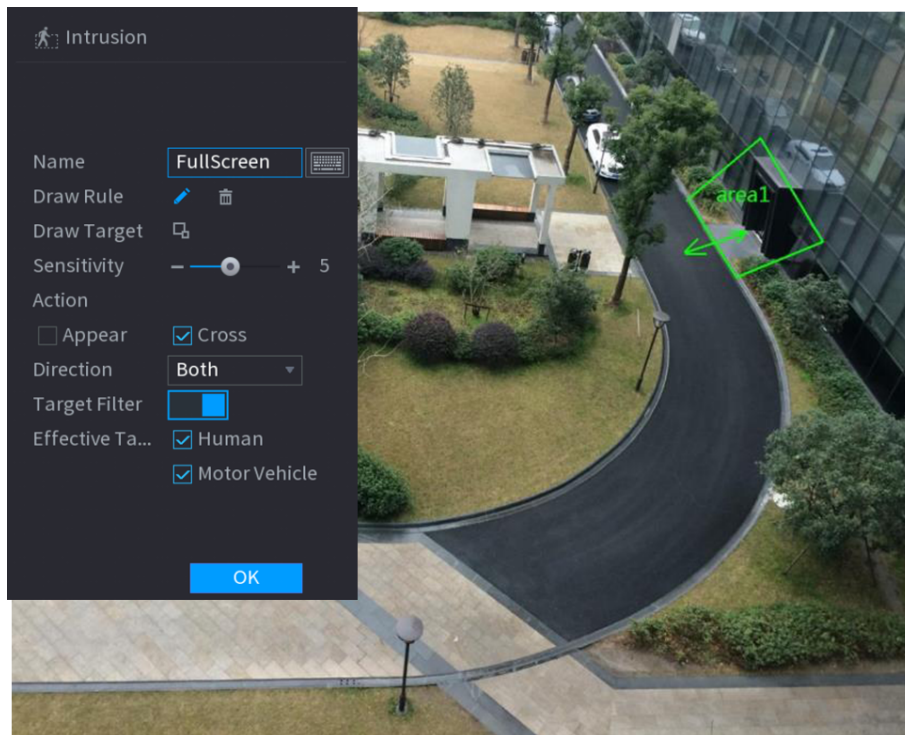 Intrusion
Name FullScreen
Draw Rule
Draw Target
Sensitivity - + 5
Action
Appear Cross
Direction Both
Target Filter
Effective Ta... Human
Motor Vehicle
OK
area1